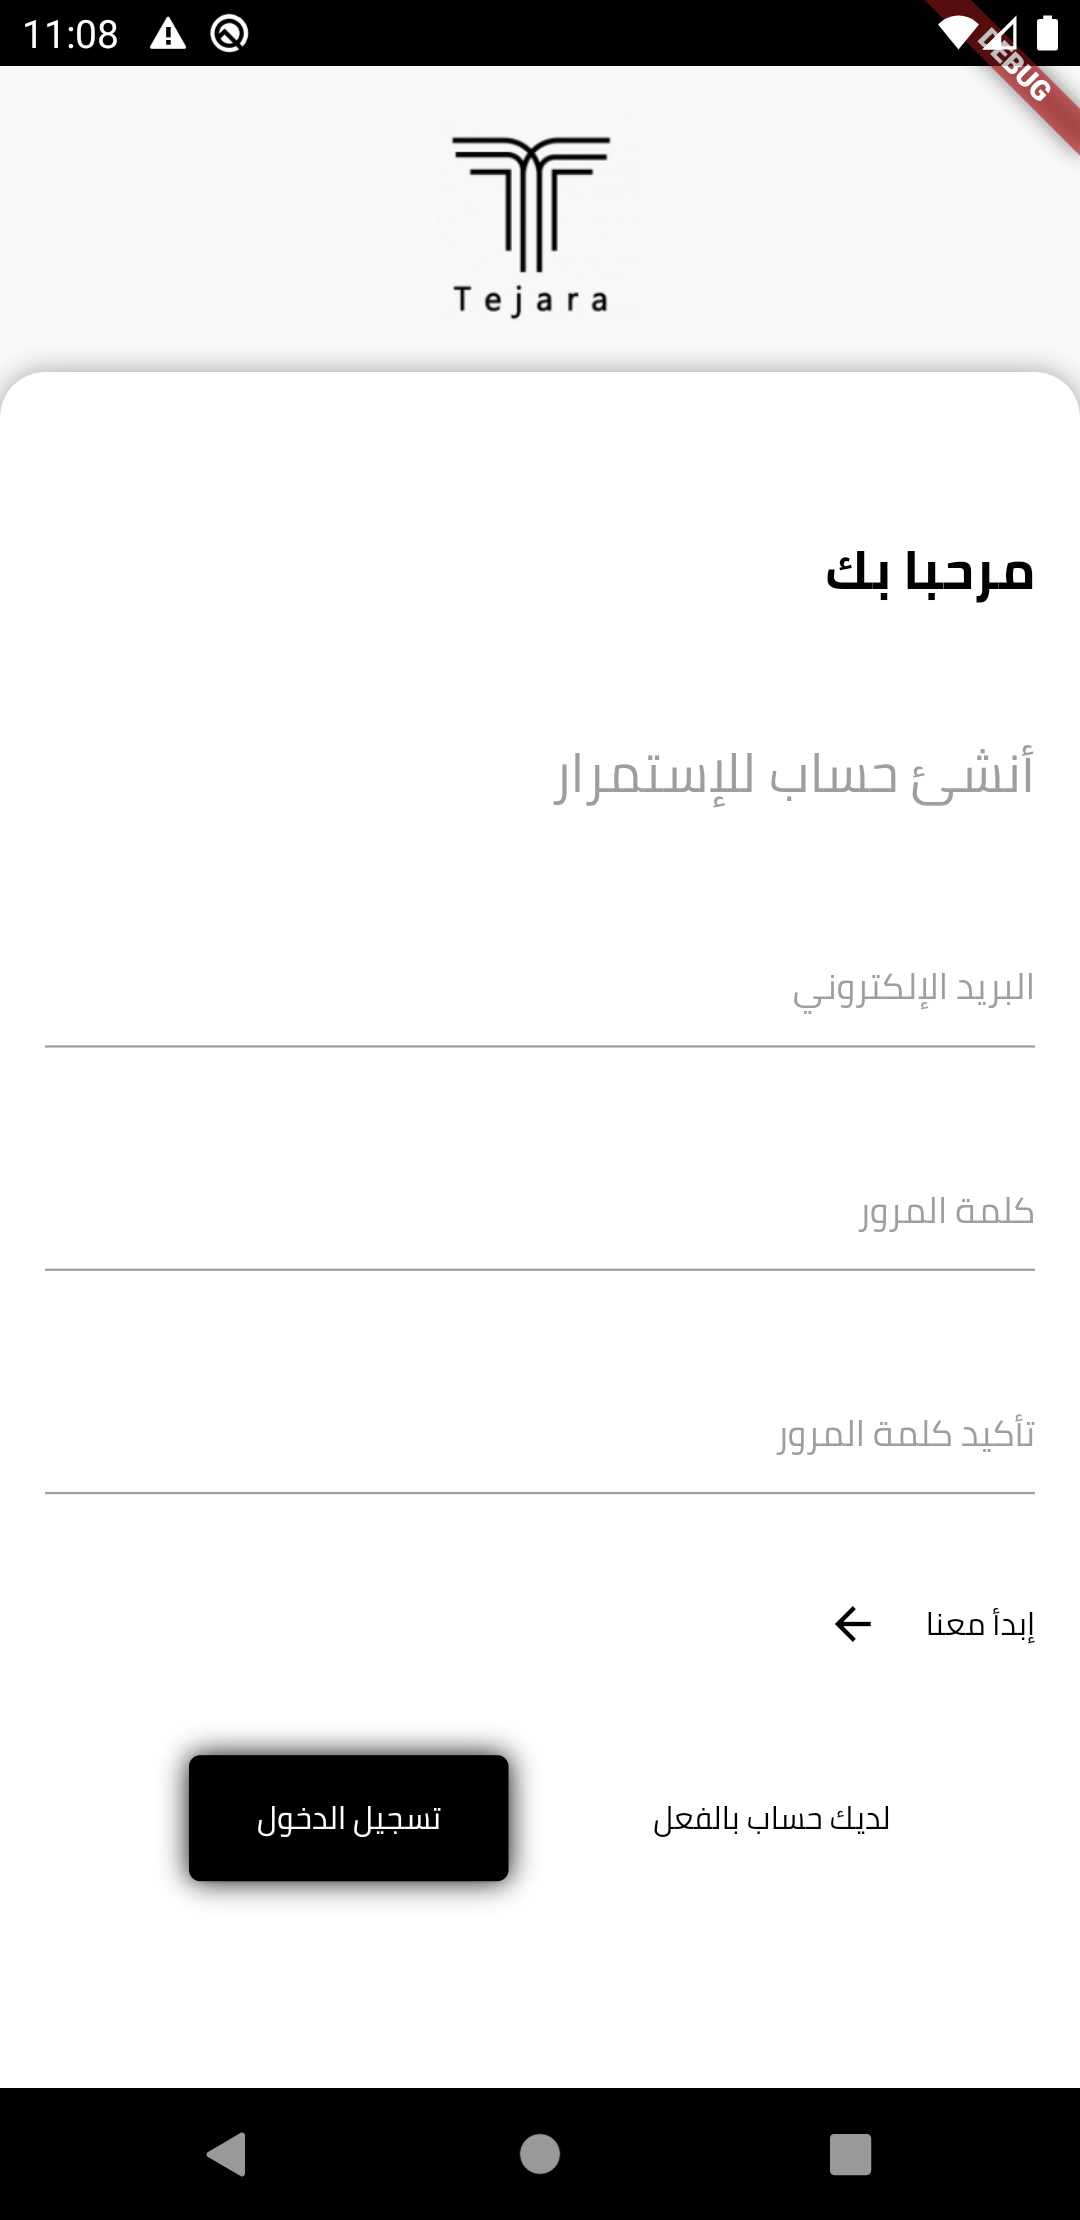 11:08
DEBUG
Tejara
مرحبا بك
أنشئ حساب للإستمرار
البريد الإلكتروني
كلمة المرور
تأكيد كلمة المرور
إبدأ معنا
لديك حساب بالفعل
تسجيل الدخول